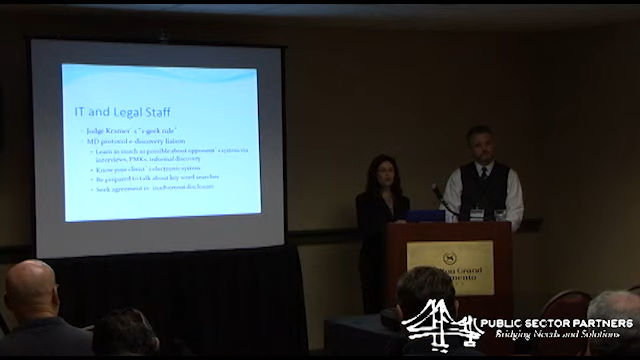 IT and Legal Staff
Judge Kramer's "e-geek rule"
MD protocol e-discovery liaison
Learn as much as possible about opponent's system via
interviews, PMKs, informal discovery
Know your client's electronic system
Be prepared to talk about key word searches
Seek agreement re: inadvertent disclosure
Grand
PUBLIC SECTOR PARTNERS
Bridging Needs and Solutions